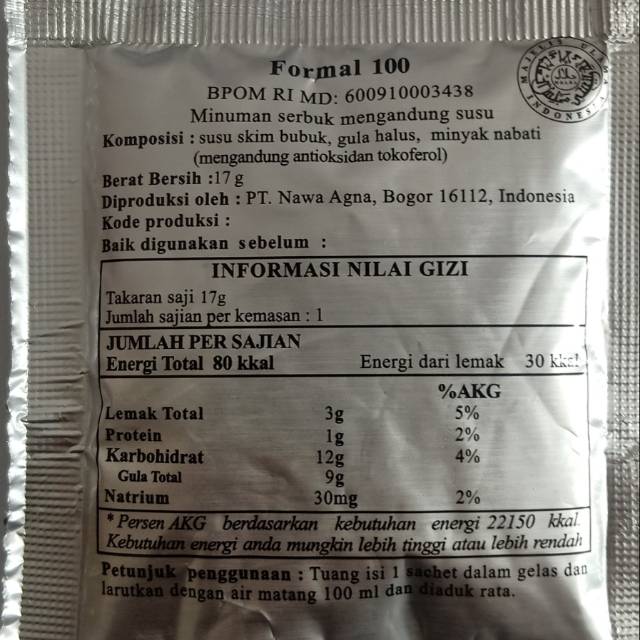 Formal 100
BPOM RI MD: 600910003438
Minuman serbuk mengandung susu
Komposisi : susu skim bubuk, gula halus, minyak nabati
(mengandung antioksidan tokoferol)
Berat Bersih :17 g
Diproduksi oleh : PT. Nawa Agna, Bogor 16112, Indonesia
Kode produksi :
Baik digunakan sebelum :
INFORMASI NILAI GIZI
Takaran saji 17g
Jumlah sajian per kemasan : 1
JUMLAH PER SAJIAN
Energi Total 80 kkal Energi dari lemak 30 kkal
%AKG
Lemak Total 3g 5%
Protein 1g 2%
Karbohidrat 12g 4%
Gula Total 9g
Natrium 30mg 2%
* Persen AKG berdasarkan kebutuhan energi 22150 kkal.
Kebutuhan energi anda mungkin lebih tinggi atau lebih rendah
Petunjuk penggunaan : Tuang isi 1 sachet dalam gelas dan
larutkan dengan air matang 100 ml dan diaduk rata.
MAJELIS ULAMA
INDONESIA